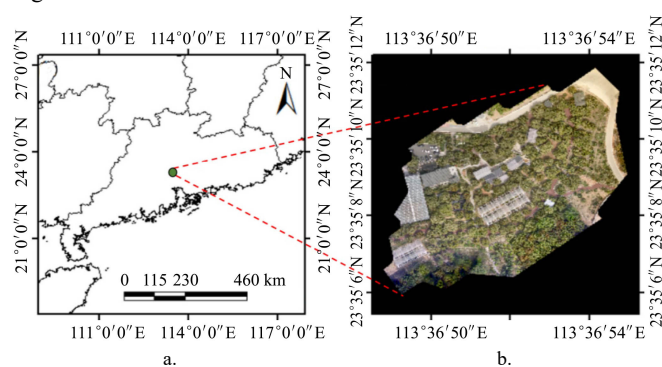 111°0′0″E 114°0′0″E 117°0′0″E
27°0′0″N
24°0′0″N
21°0′0″N
N
0 115 230 460 km
27°0′0″N
24°0′0″N
21°0′0″N
111°0′0″E 114°0′0″E 117°0′0″E
a.
113°36′50″E 113°36′54″E
23°35′12″N
23°35′10″N
23°35′8″N
23°35′6″N
23°35′12″N
23°35′10″N
23°35′8″N
23°35′6″N
113°36′50″E 113°36′54″E
b.